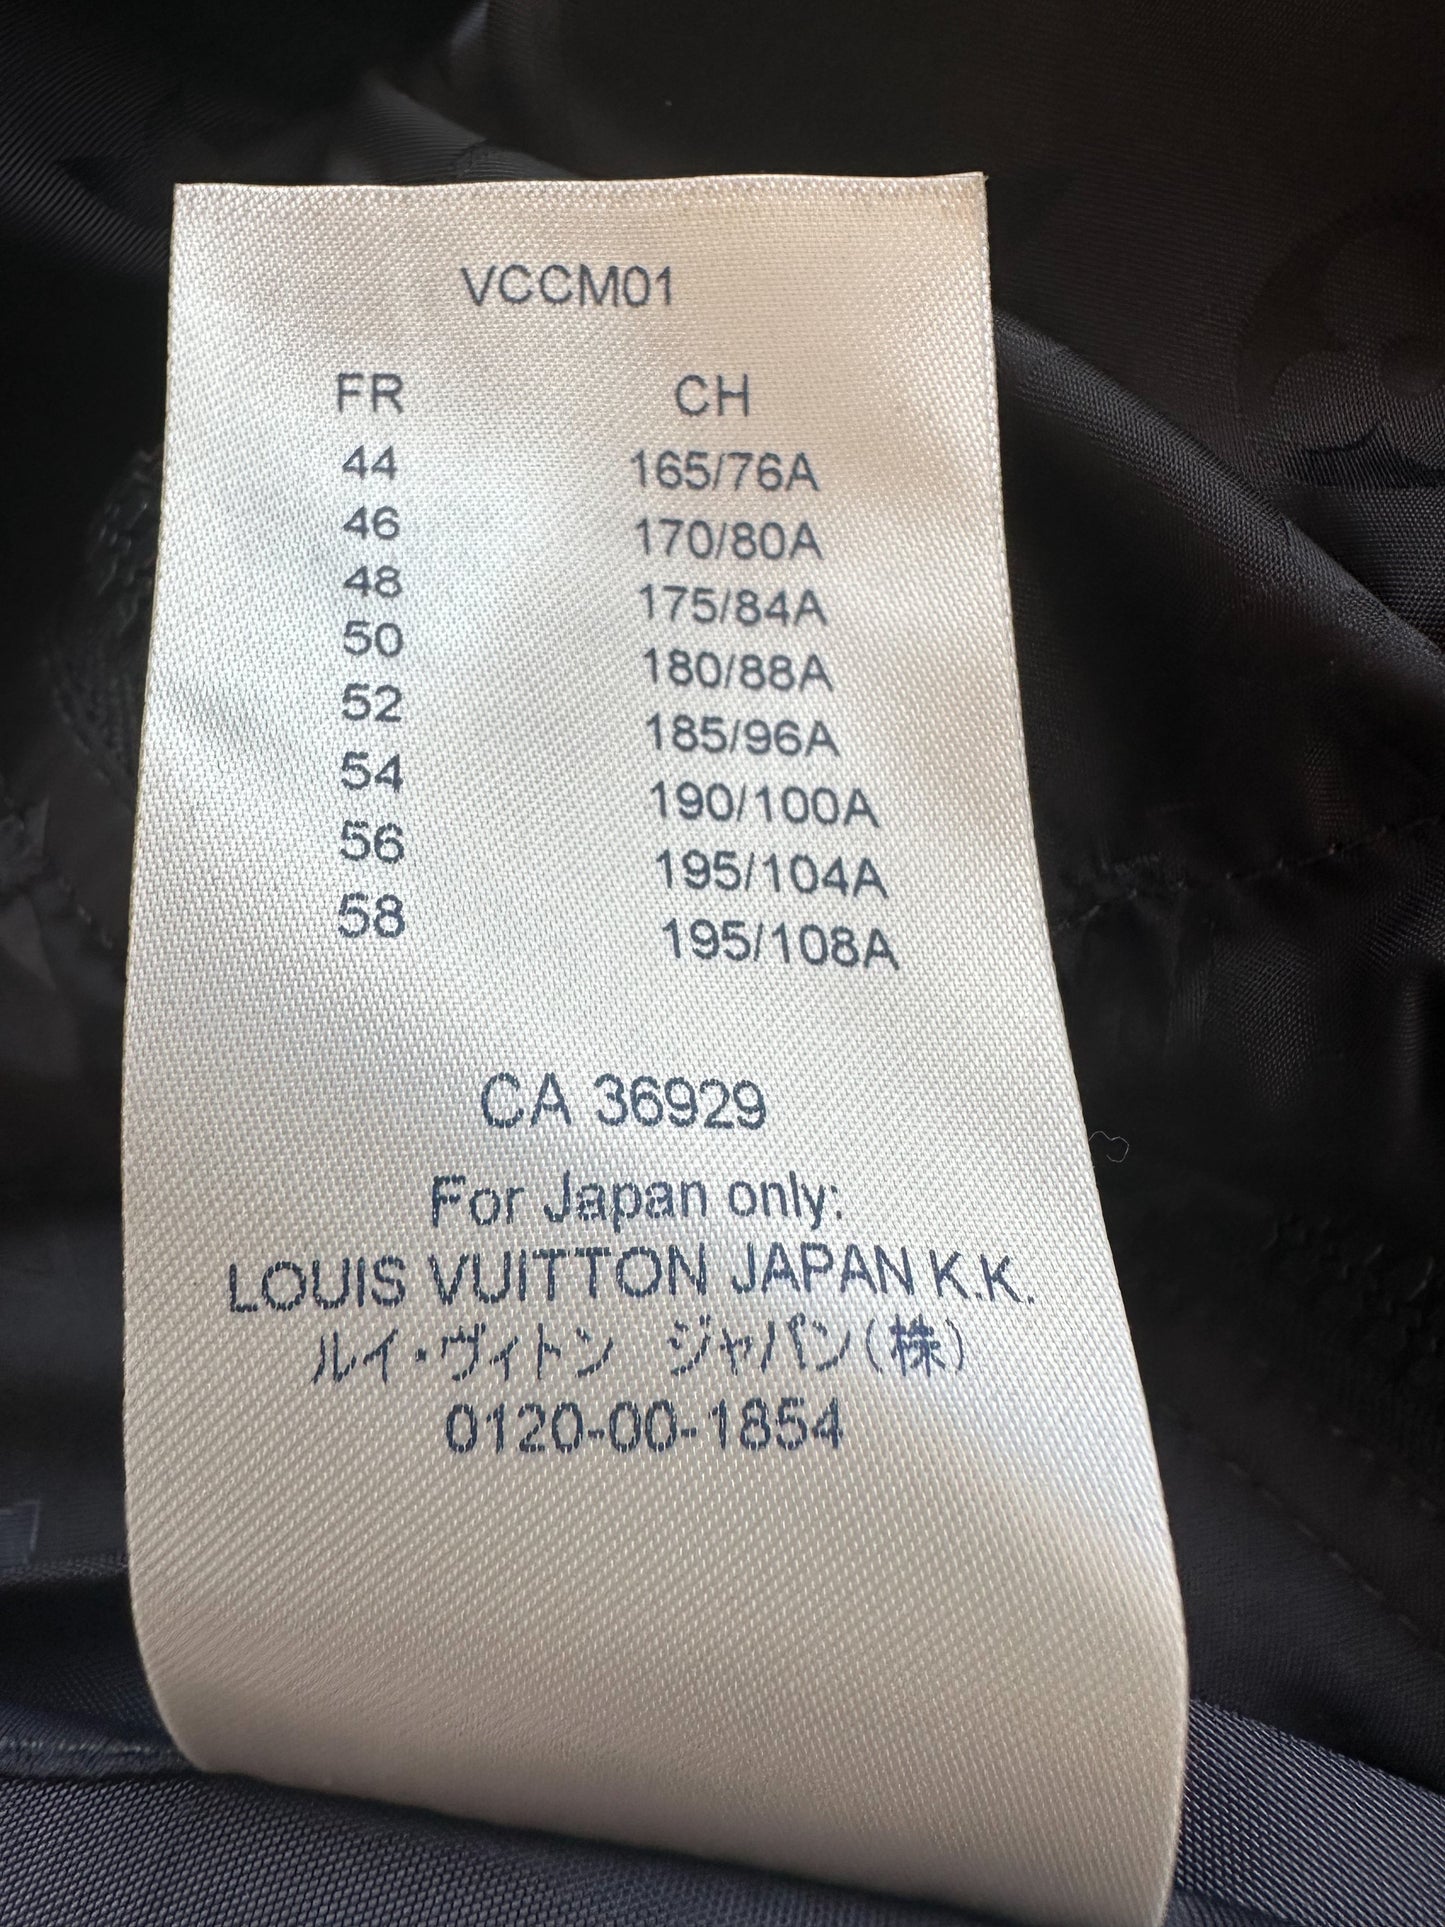 VCCM01
FR CH
44 165/76A
46 170/80A
48 175/84A
50 180/88A
52 185/96A
54 190/100A
56 195/104A
58 195/108A
CA 36929
For Japan only:
LOUIS VUITTON JAPAN K.K.
ルイ・ヴィトン ジャパン(株)
0120-00-1854